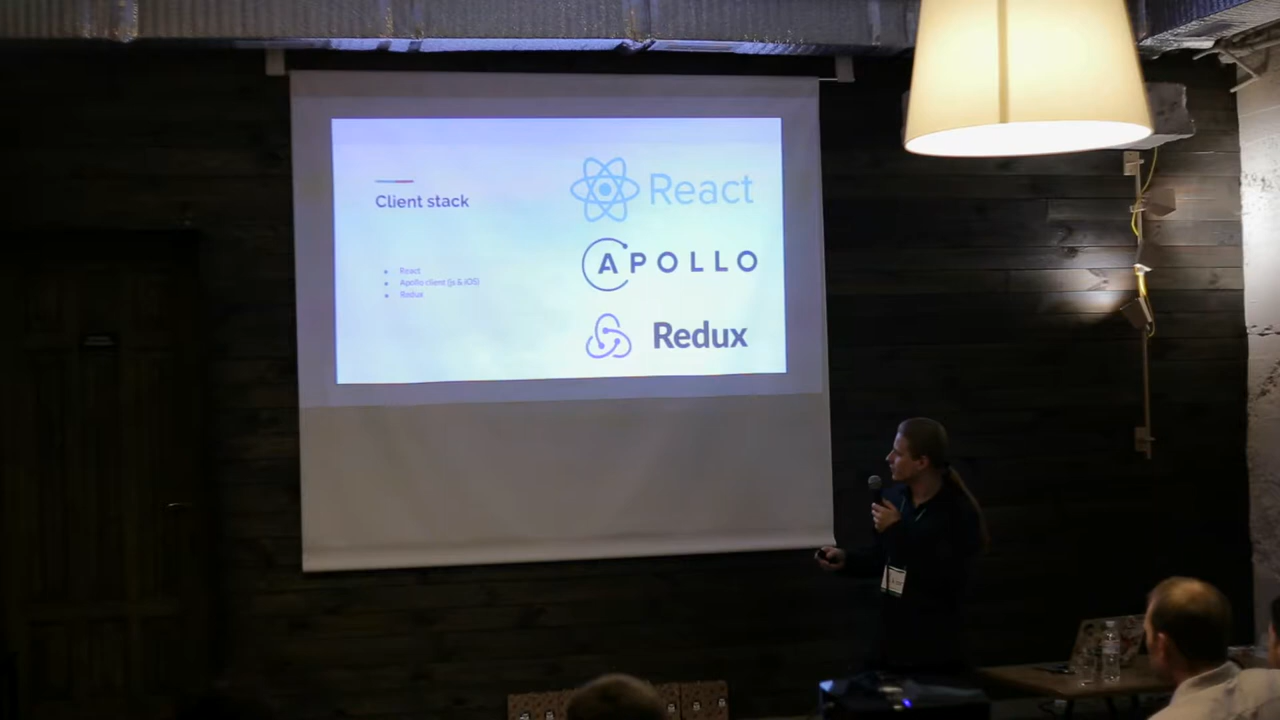 Client stack
React
Apollo client (js & iOS)
Redux
React
APOLLO
Redux